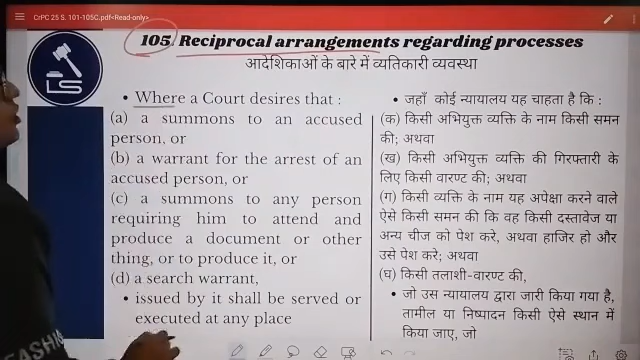 CrPC 25 S. 101-105C.pdf<Read-only>
105. Reciprocal arrangements regarding processes
आदेशिकाओं के बारे में व्यतिकारी व्यवस्था
LS
• Where a Court desires that :
(a) a summons to an accused
person, or
(b) a warrant for the arrest of an
accused person, or
(c) a summons to any person
requiring him to attend and
produce a document or other
thing, or to produce it, or
(d) a search warrant,
• issued by it shall be served or
executed at any place
• जहाँ कोई न्यायालय यह चाहता है कि :
(क) किसी अभियुक्त व्यक्ति के नाम किसी समन
की; अथवा
(ख) किसी अभियुक्त व्यक्ति की गिरफ्तारी के
लिए किसी वारण्ट की; अथवा
(ग) किसी व्यक्ति के नाम यह अपेक्षा करने वाले
ऐसे किसी समन की कि वह किसी दस्तावेज या
अन्य चीज को पेश करे, अथवा हाजिर हो और
उसे पेश करे; अथवा
(घ) किसी तलाशी-वारण्ट की,
• जो उस न्यायालय द्वारा जारी किया गया है,
तामील या निष्पादन किसी ऐसे स्थान में
किया जाए, जो
FASHION